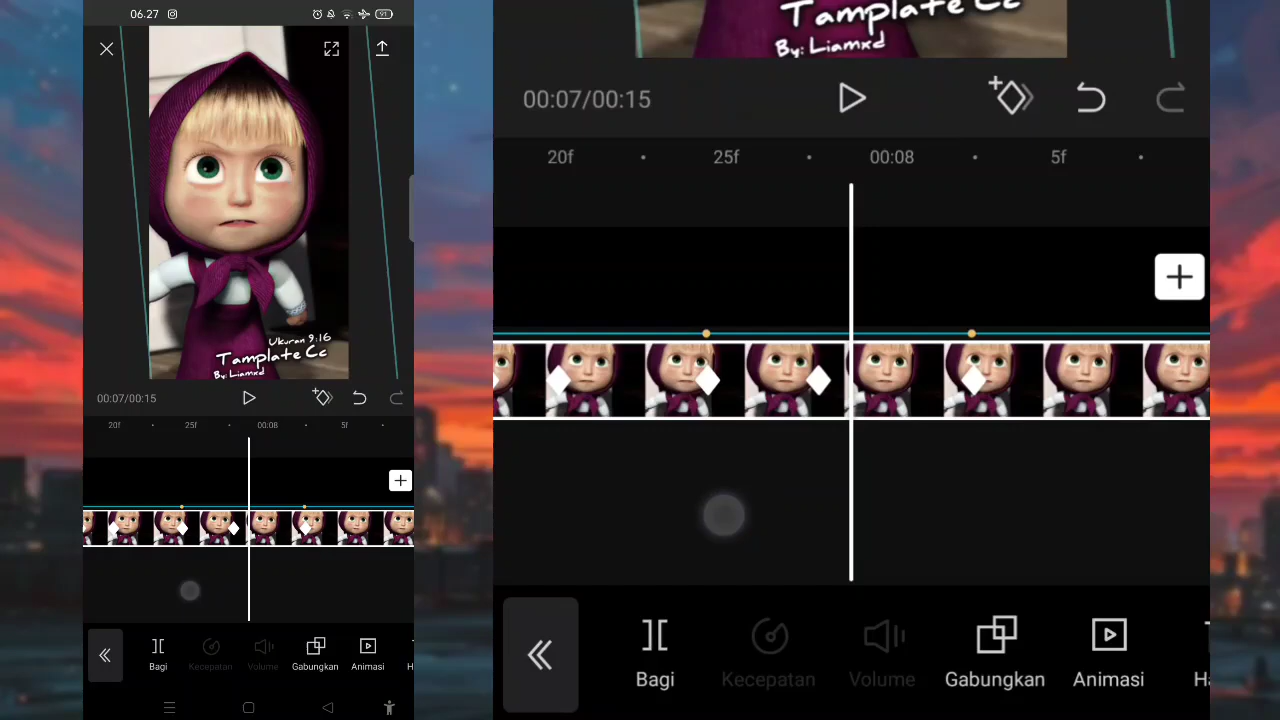 06.27
91
Ukuran 9:16
Tamplate Cc
By: Liamxd
00:07/00:15
20f
25f
00:08
5f
Bagi
Kecepatan
Volume
Gabungkan
Animasi
H
Tamplate Cc
By: Liamxd
00:07/00:15
20f
25f
00:08
5f
Bagi
Kecepatan
Volume
Gabungkan
Animasi
H